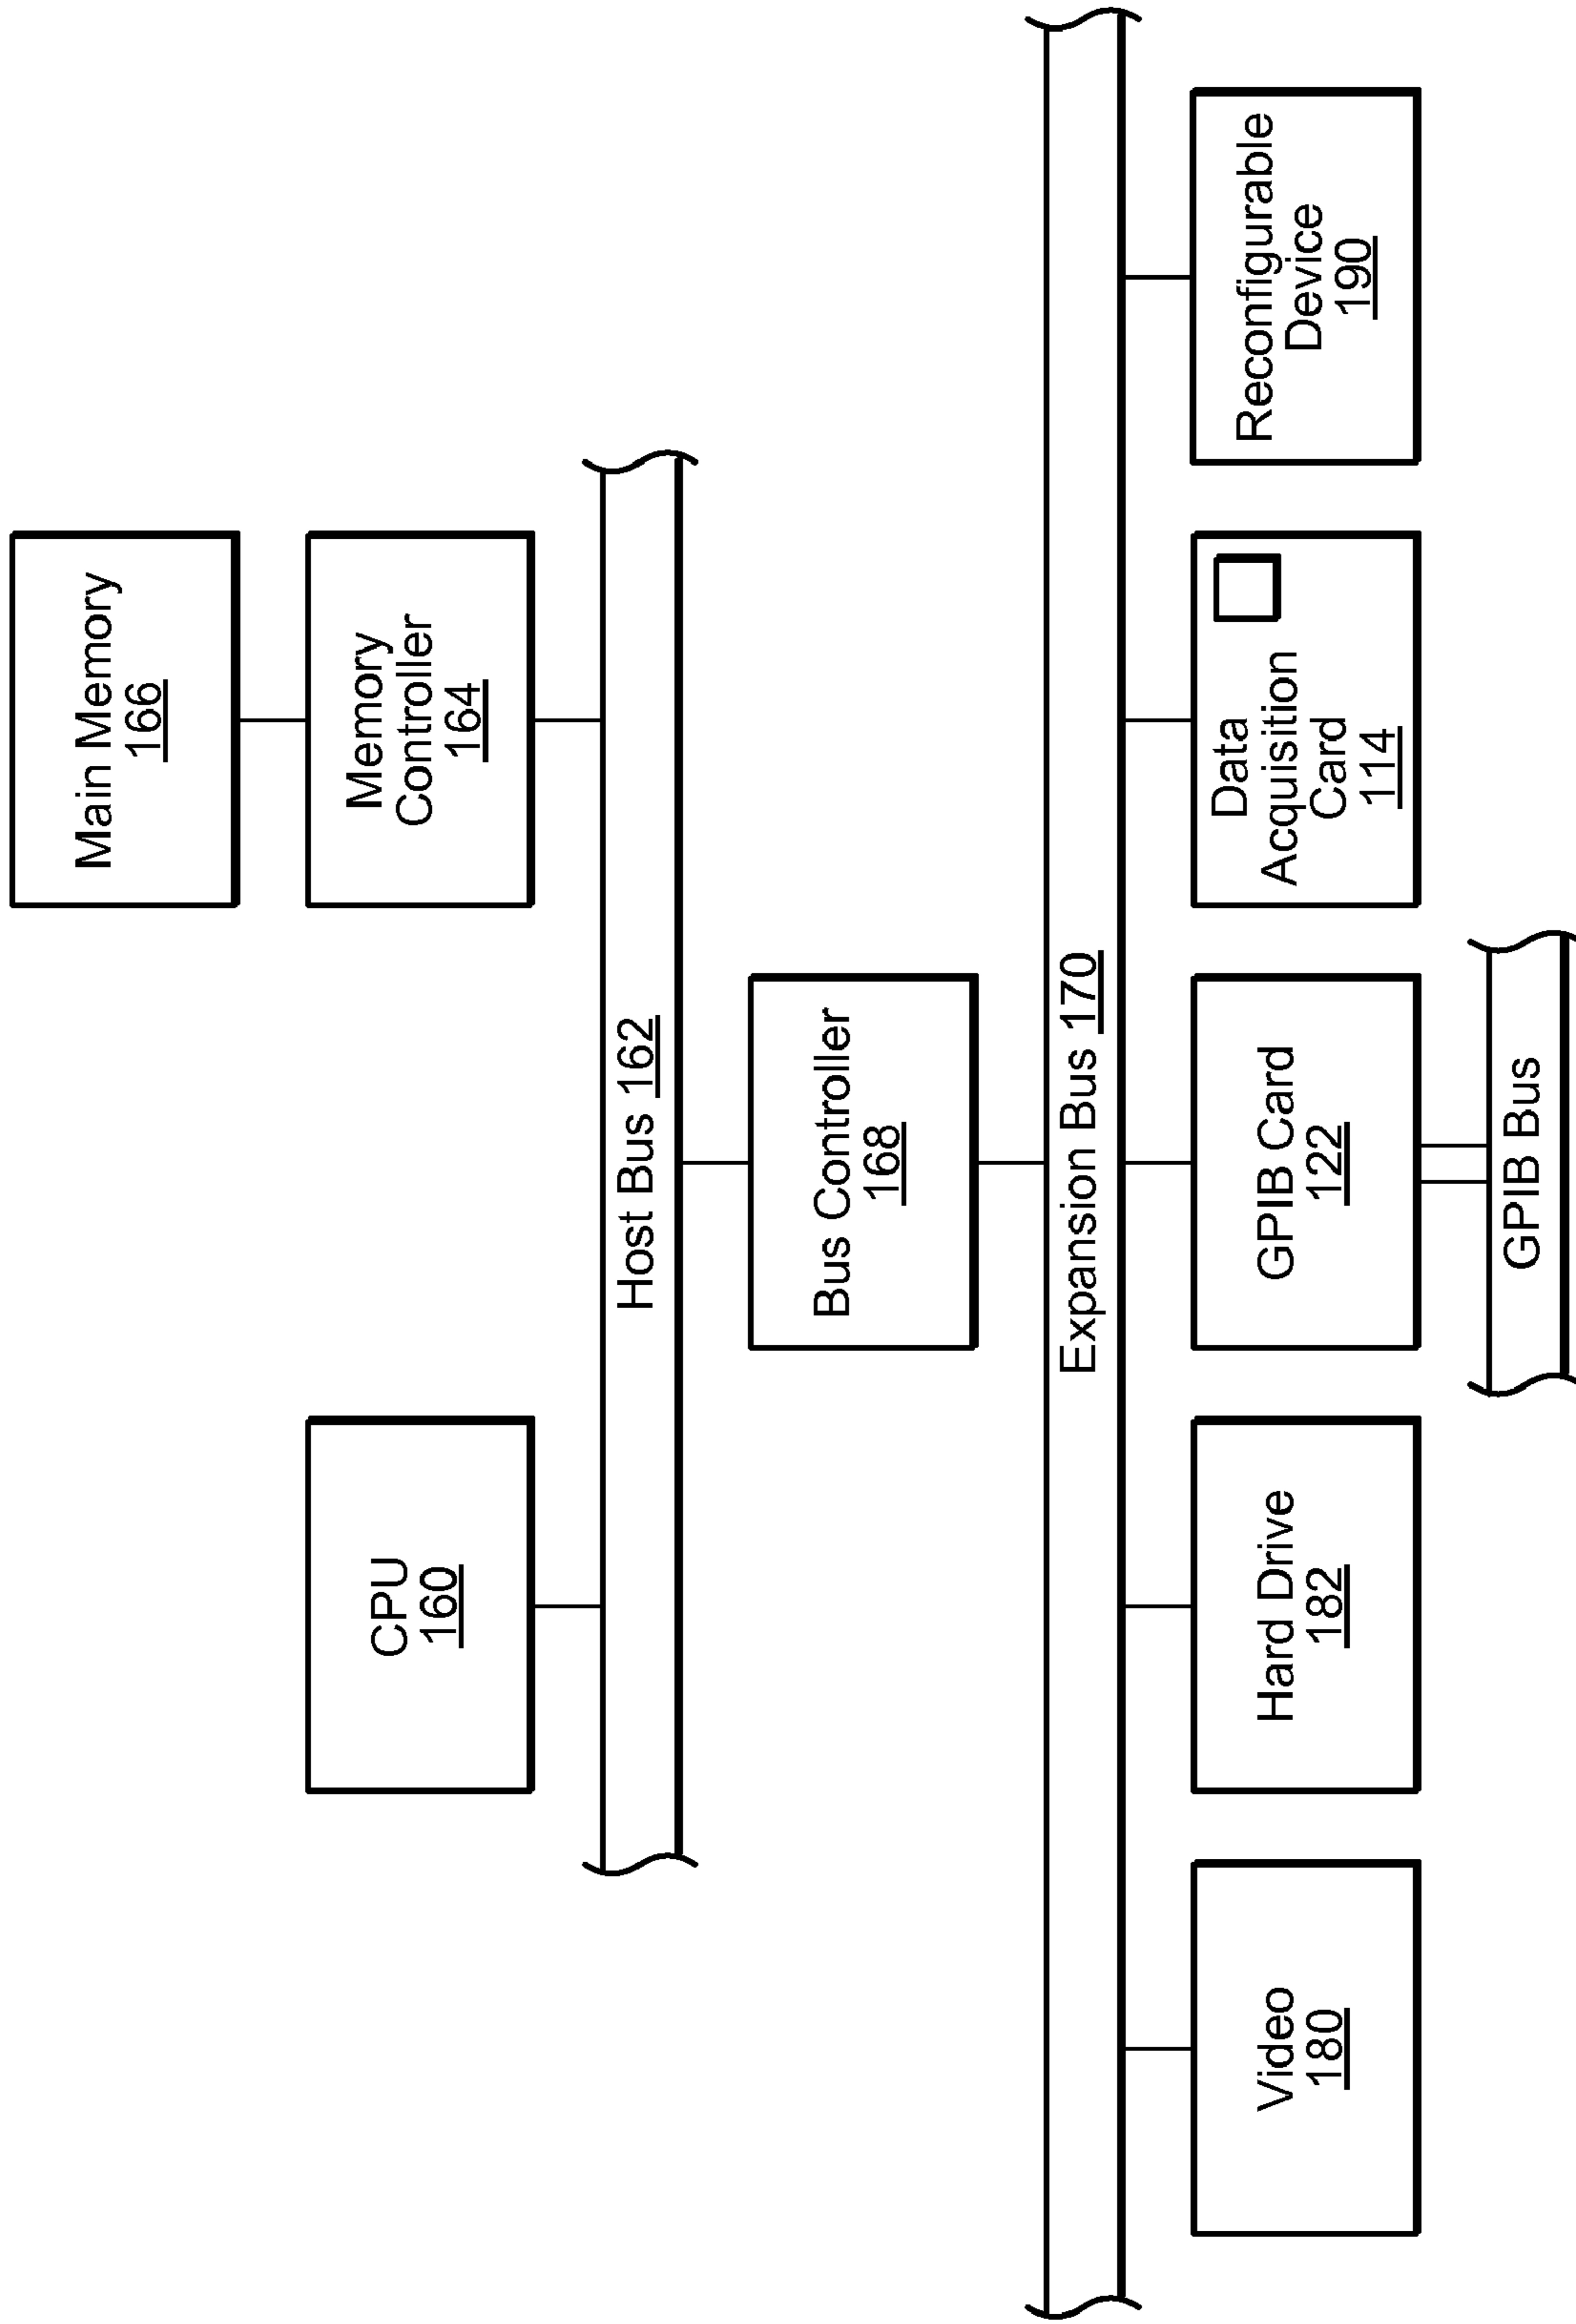 CPU
160
Main Memory
166
Memory
Controller
164
Host Bus 162
Bus Controller
168
Expansion Bus 170
Video
180
Hard Drive
182
GPIB Card
122
Data
Acquisition
Card
114
Reconfigurable
Device
190
GPIB Bus